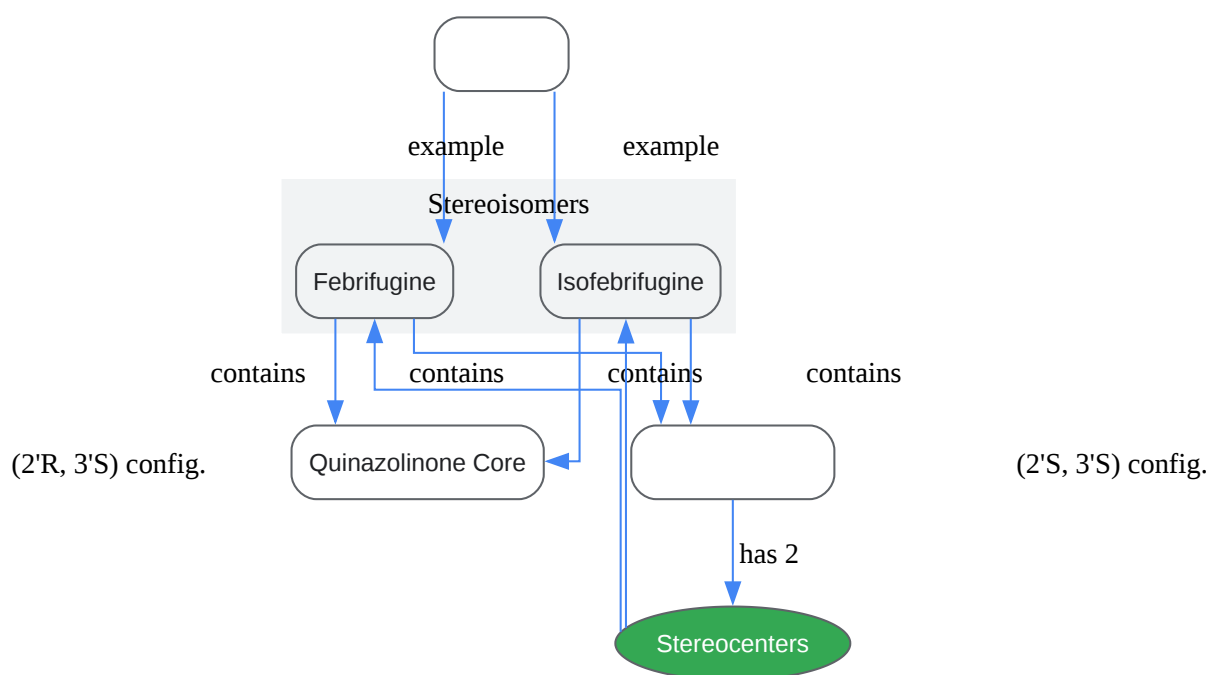 example
example
Stereoisomers
Febrifugine
Isofebrifugine
contains
contains
contains
contains
(2'R, 3'S) config.
Quinazolinone Core
(2'S, 3'S) config.
has 2
Stereocenters